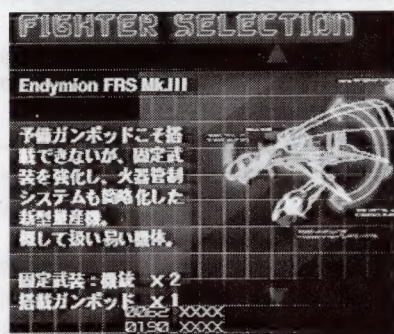 FIGHTER SELECTION
Endymion FRS Mk.III
予備ガンポッドこそ搭
載できないが、固定武
装を強化し、火器管制
システムも簡略化した
新型量産機。
概して扱い易い機体。
固定武装：機銃 ×2
搭載ガンポッド ×1
0062 XXXX
0190 XXXX